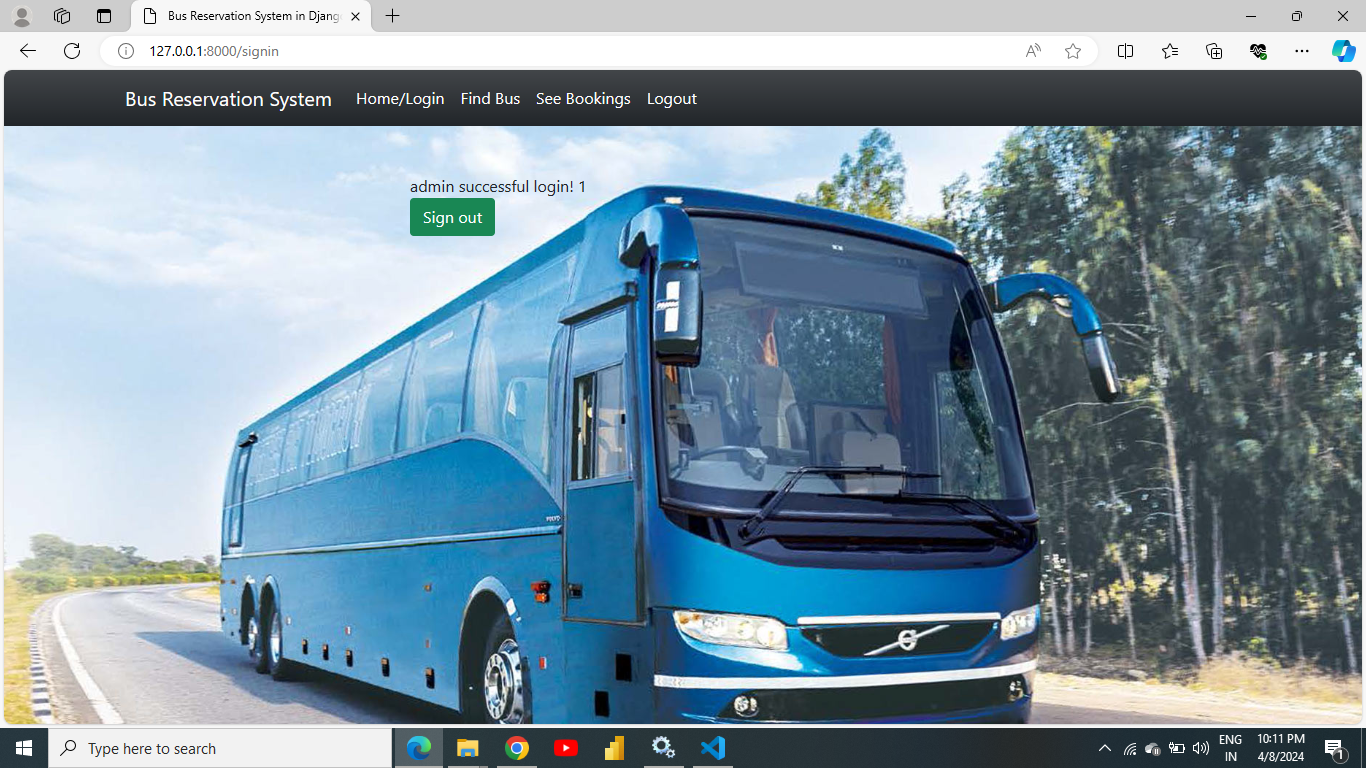 Bus Reservation System in Djang
127.0.0.1:8000/signin
Bus Reservation System Home/Login Find Bus See Bookings Logout
admin successful login! 1
Sign out
VOLVO
Type here to search
ENG
IN
10:11 PM
4/8/2024
1